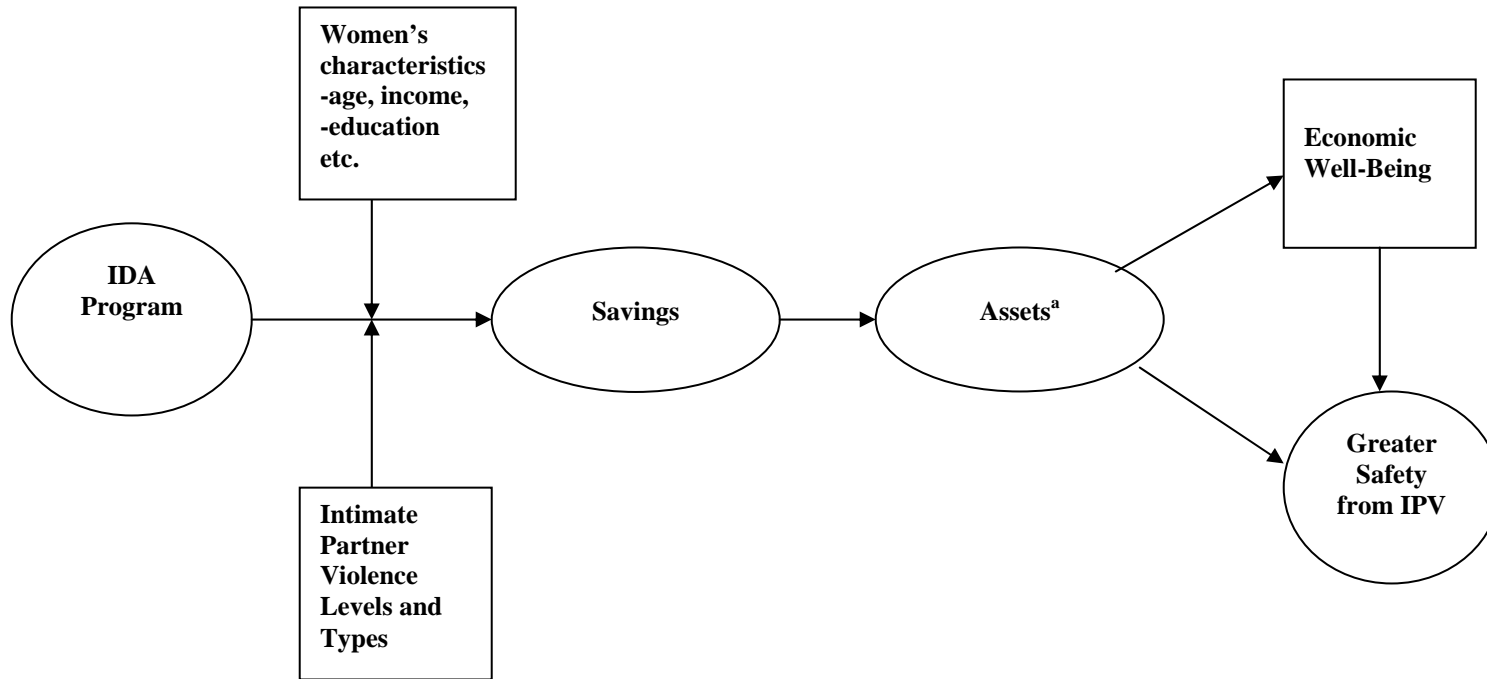 Women’s
characteristics
-age, income,
-education
etc.
Economic
Well-Being
IDA
Program
Savings
Assetsᵃ
Greater
Safety
from IPV
Intimate
Partner
Violence
Levels and
Types